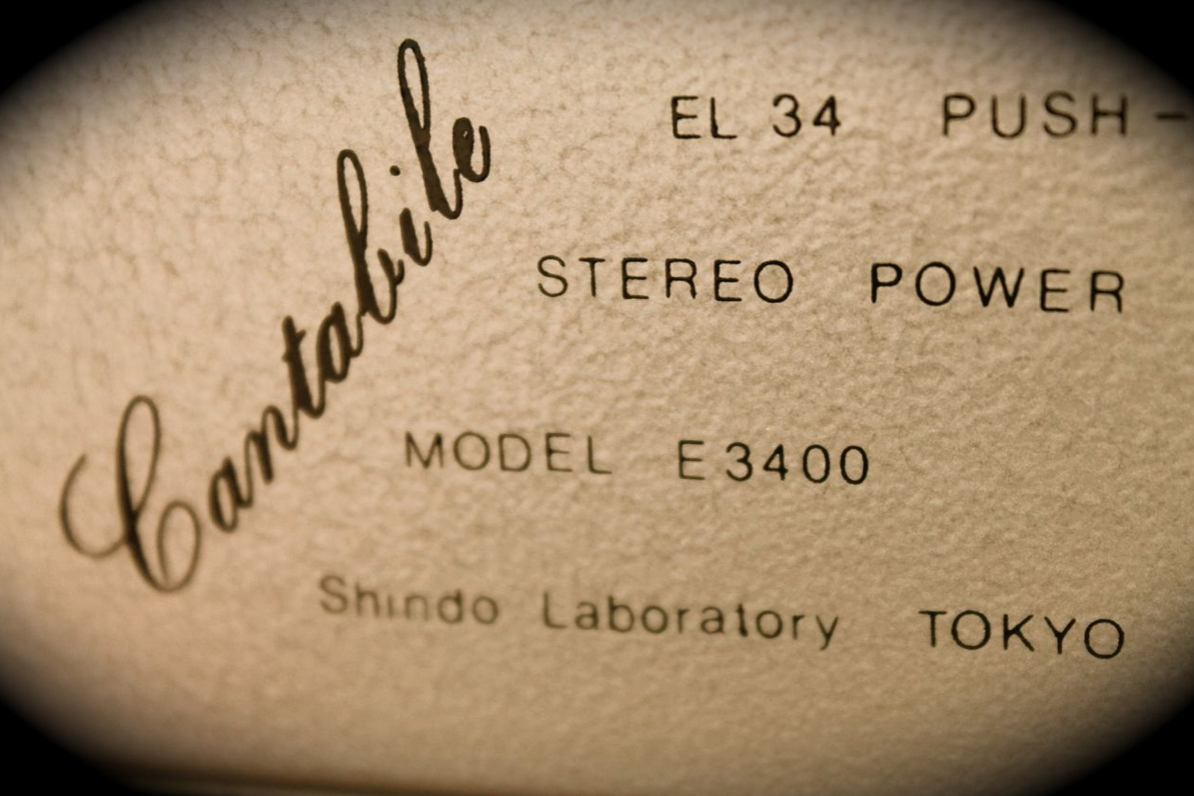 Cantabile
EL 34 PUSH-
STEREO POWER
MODEL E3400
Shindo Laboratory TOKYO